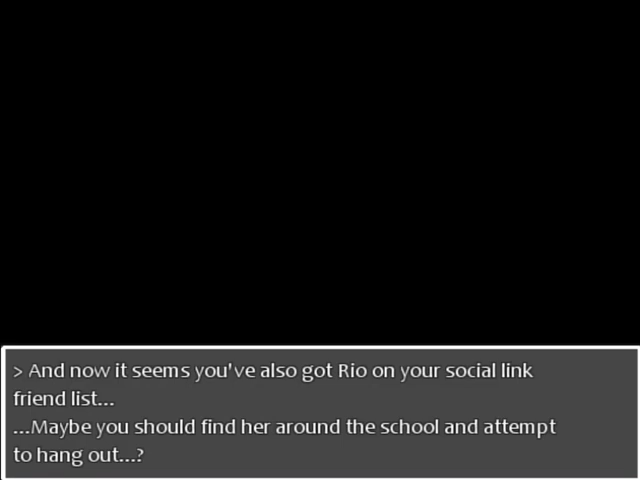 > And now it seems you've also got Rio on your social link
friend list...
...Maybe you should find her around the school and attempt
to hang out...?